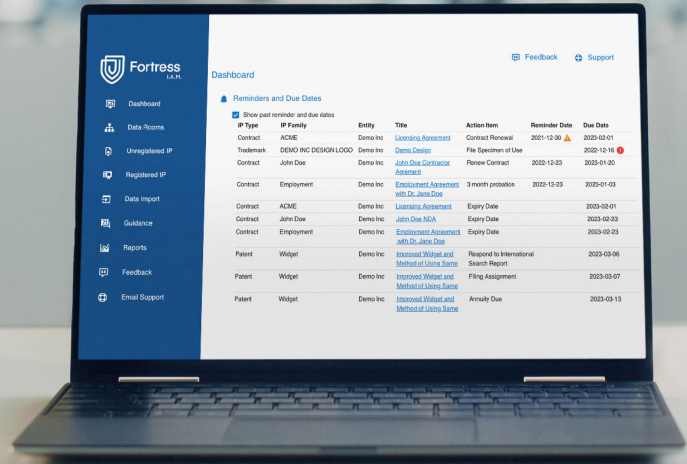 Fortress
I.A.M.
Feedback
Support
Dashboard
Dashboard
Data Rooms
Unregistered IP
Registered IP
Data Import
Guidance
Reports
Feedback
Email Support
Reminders and Due Dates
Show past reminder and due dates
IP Type IP Family Entity Title Action Item Reminder Date Due Date
Contract ACME Demo Inc Licensing Agreement Contract Renewal 2021-12-30 2023-02-01
Trademark DEMO INC DESIGN LOGO Demo Inc Demo Design File Specimen of Use 2022-12-16
Contract John Doe Demo Inc John Doe Contractor Renew Contract 2022-12-23 2023-01-20
Agrement
Contract Employment Demo Inc Employment Agreement 3 month probation 2022-12-23 2023-01-03
with Dr. Jane Doe
Contract ACME Demo Inc Licensing Agreement Expiry Date 2023-02-01
Contract John Doe Demo Inc John Doe NDA Expiry Date 2023-02-23
Contract Employment Demo Inc Employment Agreement Expiry Date 2023-02-23
with Dr. Jane Doe
Patent Widget Demo Inc Improved Widget and Respond to International 2023-03-06
Method of Using Same Search Report
Patent Widget Demo Inc Improved Widget and Filing Assignment 2023-03-07
Method of Using Same
Patent Widget Demo Inc Improved Widget and Annuity Due 2023-03-13
Method of Using Same